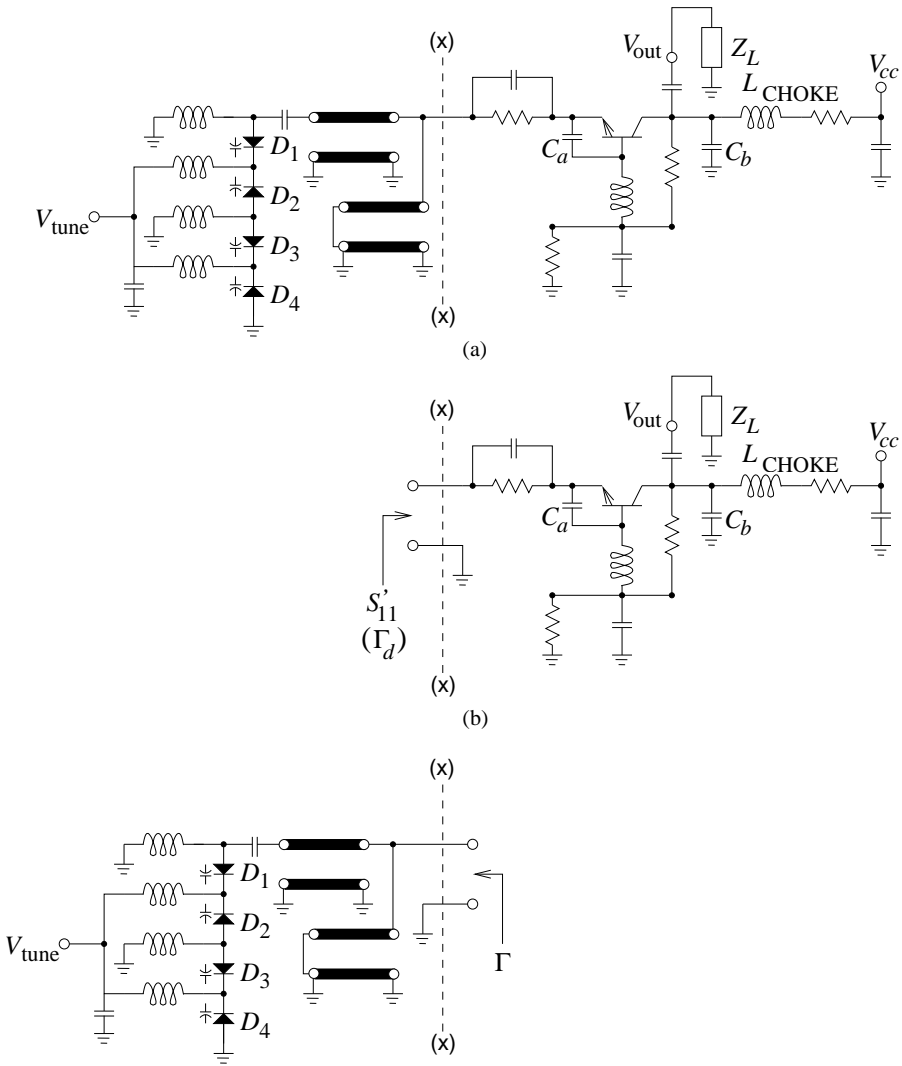 (x)
V_out
Z_L
V_cc
L_CHOKE
D_1
C_a
C_b
D_2
V_tune
D_3
D_4
(x)
(a)
(x)
V_out
Z_L
V_cc
L_CHOKE
C_a
C_b
S'_11
(Γ_d)
(x)
(b)
(x)
D_1
D_2
V_tune
Γ
D_3
D_4
(x)